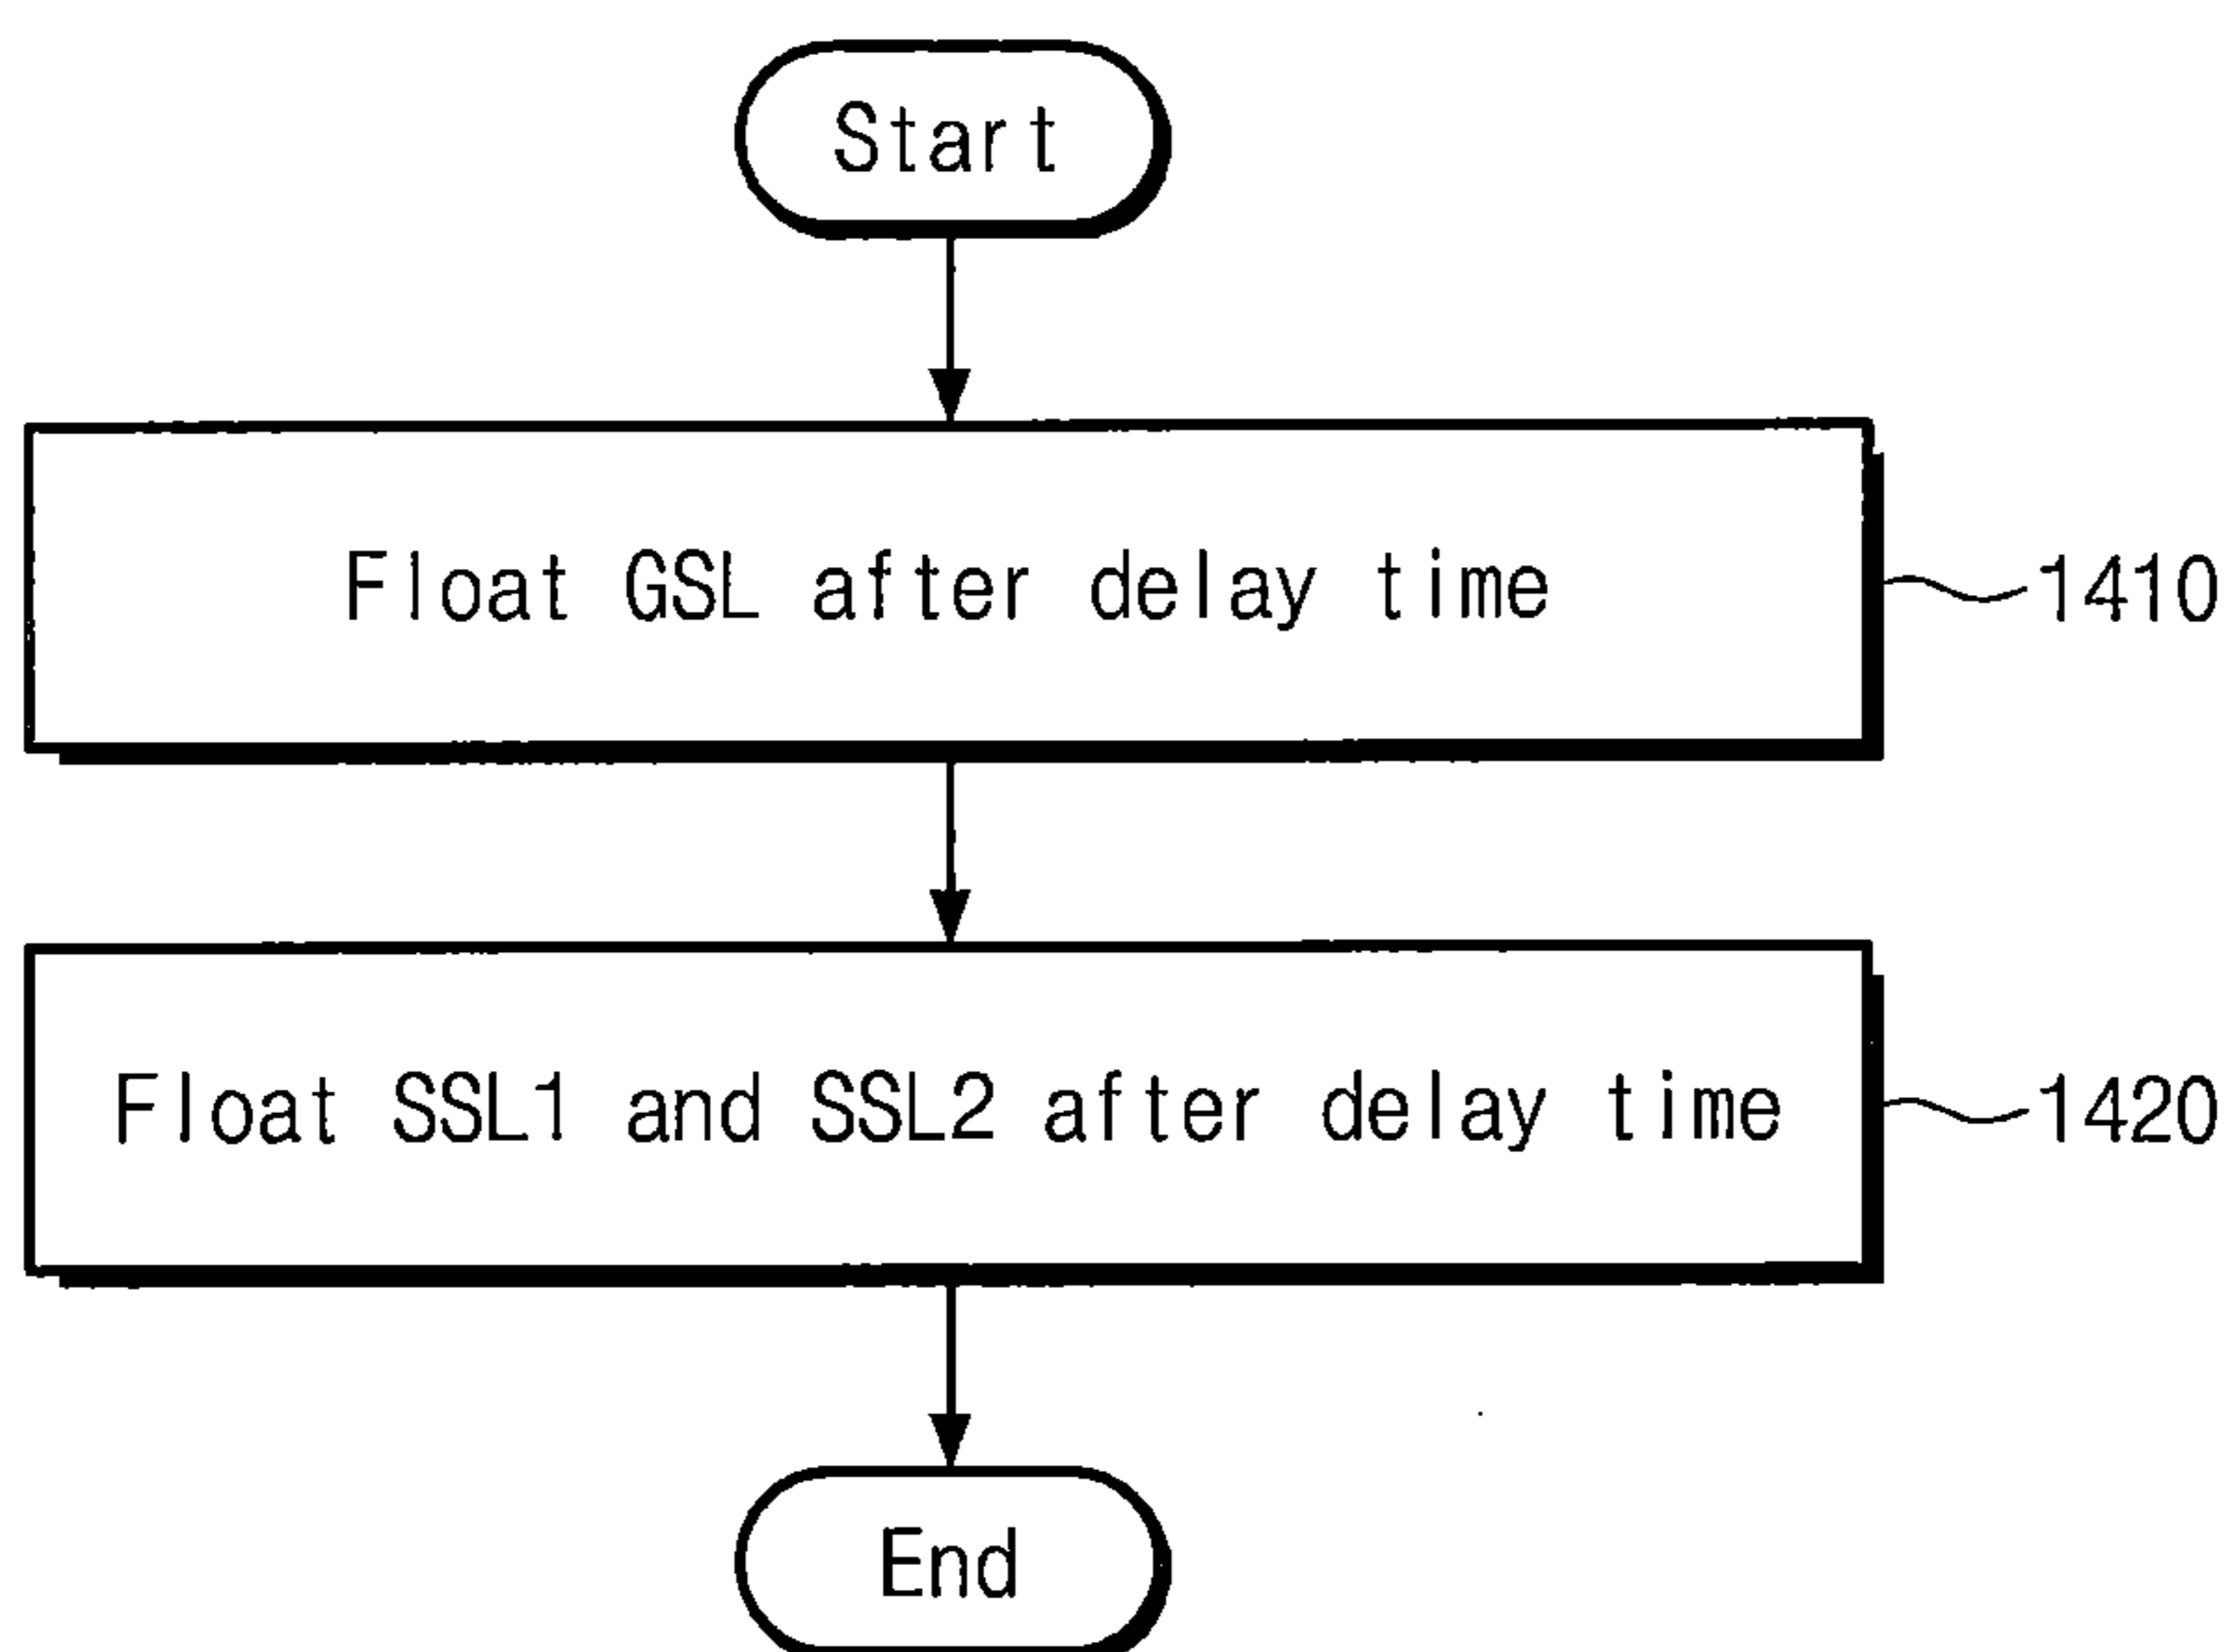 Start
Float GSL after delay time
1410
Float SSL1 and SSL2 after delay time
1420
End